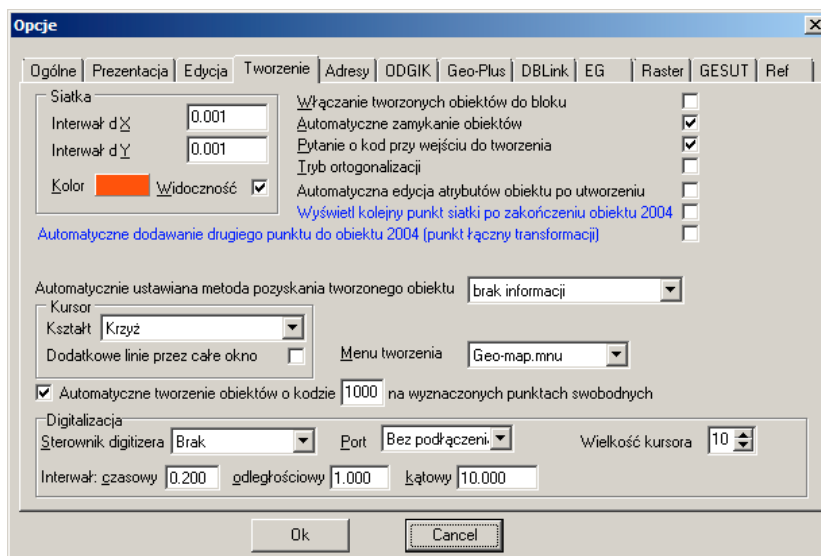 Opcje
Ogólne Prezentacja Edycja Tworzenie Adresy ODGIK Geo-Plus DBLink EG Raster GESUT Ref
Siatka
Interwał dX 0.001
Interwał dY 0.001
Kolor Widoczność
Włączanie tworzonych obiektów do bloku
Automatyczne zamykanie obiektów
Pytanie o kod przy wejściu do tworzenia
Tryb ortogonalizacji
Automatyczna edycja atrybutów obiektu po utworzeniu
Wyświetl kolejny punkt siatki po zakończeniu obiektu 2004
Automatyczne dodawanie drugiego punktu do obiektu 2004 (punkt łączny transformacji)
Automatycznie ustawiana metoda pozyskania tworzonego obiektu brak informacji
Kursor
Kształt Krzyż
Dodatkowe linie przez całe okno
Menu tworzenia Geo-map.mnu
Automatyczne tworzenie obiektów o kodzie 1000 na wyznaczonych punktach swobodnych
Digitalizacja
Sterownik digitizera Brak Port Bez podłączeni Wielkość kursora 10
Interwał: czasowy 0.200 odległościowy 1.000 kątowy 10.000
Ok Cancel